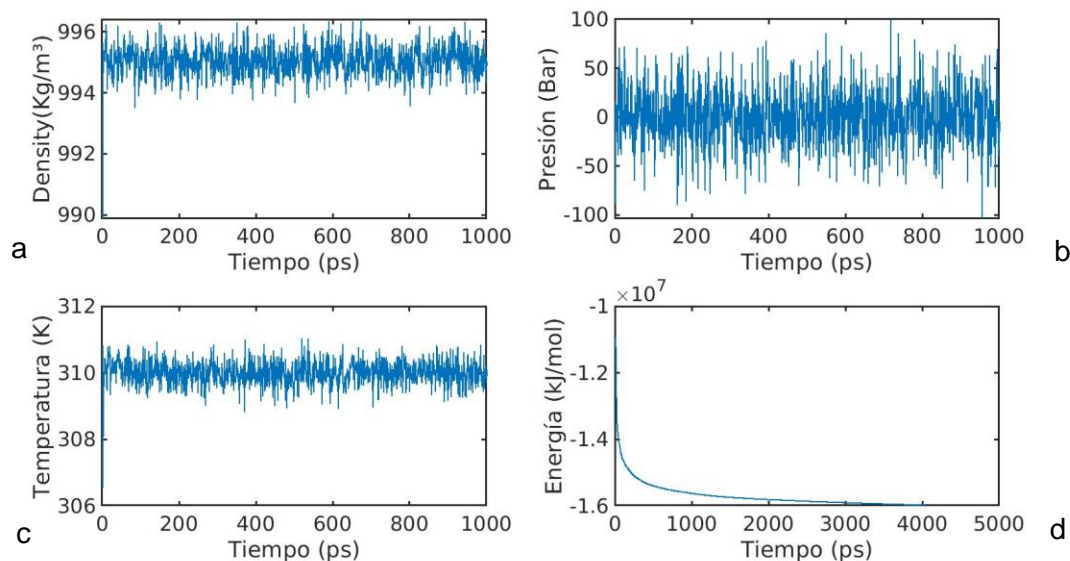 Density(Kg/m³)
996
994
992
990
0 200 400 600 800 1000
Tiempo (ps)
a
Presión (Bar)
100
50
0
-50
-100
0 200 400 600 800 1000
Tiempo (ps)
b
Temperatura (K)
312
310
308
306
0 200 400 600 800 1000
Tiempo (ps)
c
×10⁷
Energía (kJ/mol)
-1
-1.2
-1.4
-1.6
0 1000 2000 3000 4000 5000
Tiempo (ps)
d